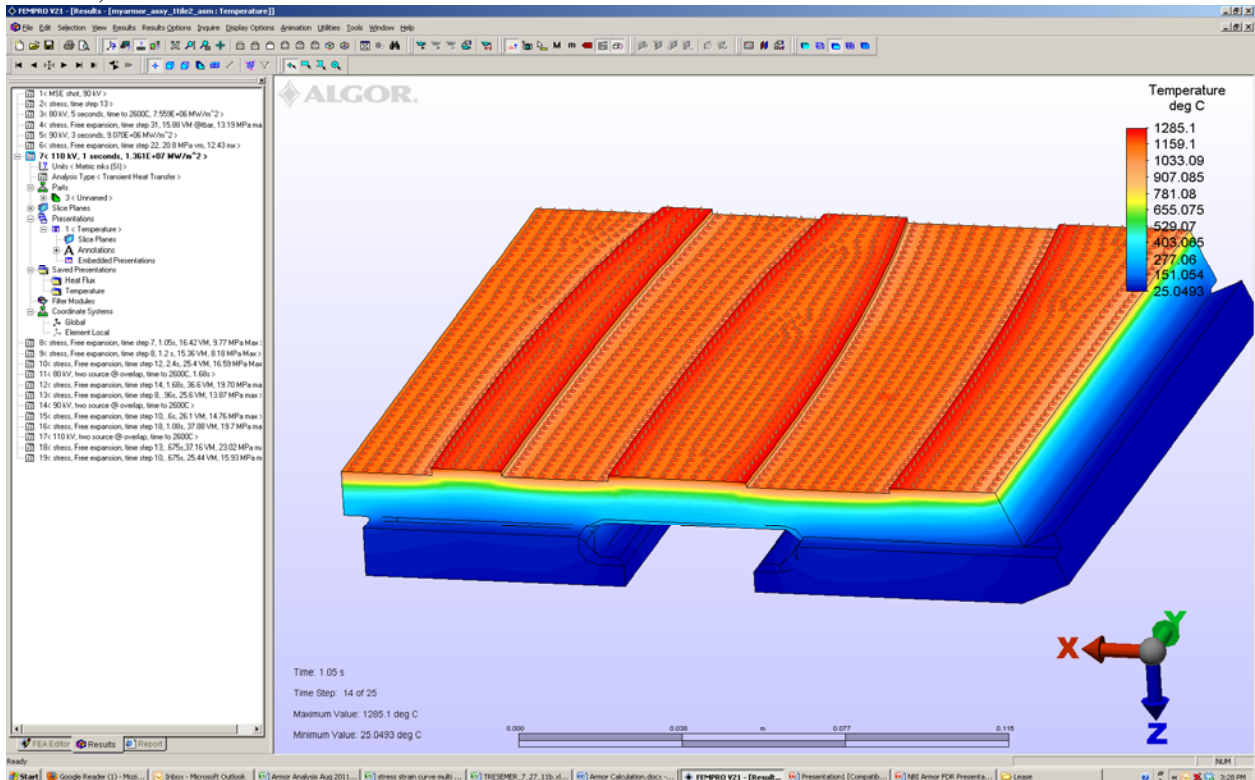 FEMPRO V21 - [Results - [myarmor_assy_1tile2_asm : Temperature]]
File Edit Selection View Results Results Options Inquire Display Options Animation Utilities Tools Window Help
1< MSE shot, 90 kV >
2< stress, time step 13 >
3< 80 kV, 5 seconds, time to 2600C, 7.559E+06 MW/m^2 >
4< stress, Free expansion, time step 31, 15.88 VM @tbar, 13.19 MPa ma
5< 90 kV, 3 seconds, 9.070E+06 MW/m^2 >
6< stress, Free expansion, time step 22, 20.8 MPa vm, 12.43 mx >
7< 110 kV, 1 seconds, 1.361E+07 MW/m^2 >
Units < Metric mks (SI) >
Analysis Type < Transient Heat Transfer >
Parts
3 < Unnamed >
Slice Planes
Presentations
1 < Temperature >
Slice Planes
Annotations
Embedded Presentations
Saved Presentations
Heat Flux
Temperature
Filter Modules
Coordinate Systems
Global
Element Local
8< stress, Free expansion, time step 7, 1.05s, 16.42 VM, 9.77 MPa Max >
9< stress, Free expansion, time step 8, 1.2 s, 15.36 VM, 8.18 MPa Max >
10< stress, Free expansion, time step 12, 2.4s, 25.4 VM, 16.59 MPa Max
11< 80 kV, two source @ overlap, time to 2600C, 1.68s >
12< stress, Free expansion, time step 14, 1.68s, 36.6 VM, 19.70 MPa ma
13< stress, Free expansion, time step 8, .96s, 25.6 VM, 13.87 MPa max >
14< 90 kV, two source @ overlap, time to 2600C >
15< stress, Free expansion, time step 10, .6s, 26.1 VM, 14.76 MPa max >
16< stress, Free expansion, time step 18, 1.08s, 37.88 VM, 19.7 MPa ma
17< 110 kV, two source @ overlap, time to 2600C >
18< stress, Free expansion, time step 13, .675s,37.16 VM, 23.02 MPa ma
19< stress, Free expansion, time step 10, .675s, 25.44 VM, 15.93 MPa m
FEA Editor Results Report
ALGOR.
Temperature
deg C
1285.1
1159.1
1033.09
907.085
781.08
655.075
529.07
403.065
277.06
151.054
25.0493
Time: 1.05 s
Time Step: 14 of 25
Maximum Value: 1285.1 deg C
Minimum Value: 25.0493 deg C
0.000 0.038 m 0.077 0.115
X Y Z
Ready
NUM
Start Google Reader (1) - Mozi... Inbox - Microsoft Outlook Armor Analysis Aug 2011... stress strain curve multi ... TRESEMER_7_27_11b.xl... Armor Calculation.docx -... FEMPRO V21 - [Result... Presentation1 [Compatib... NBI Armor FDR Presenta... Lease 3:28 PM